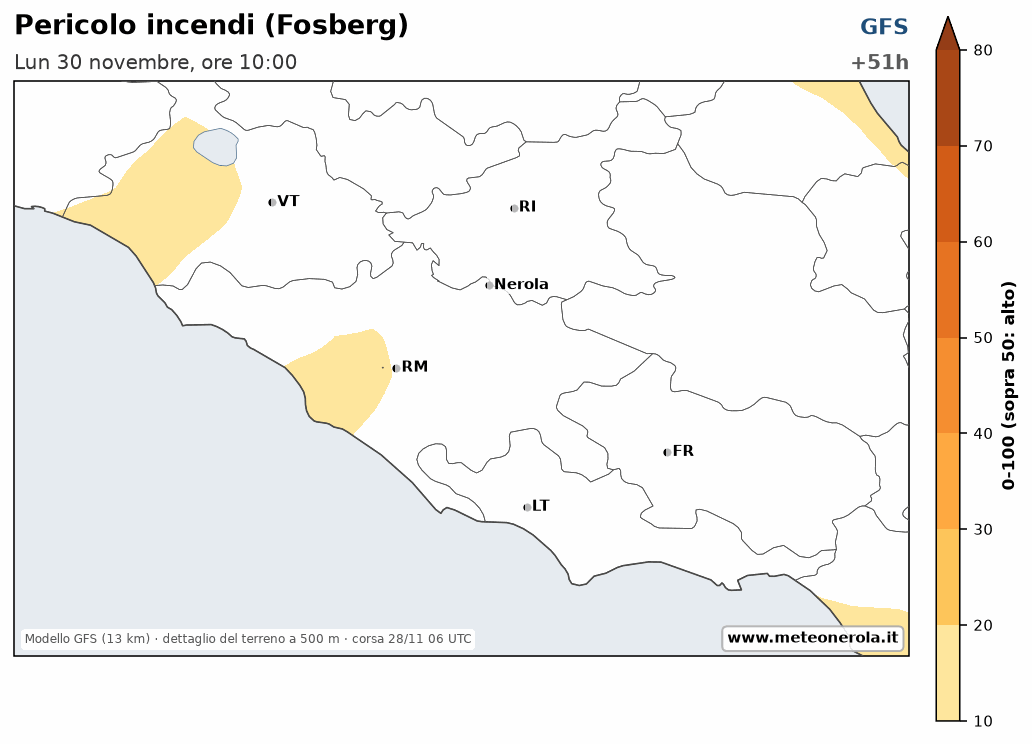 Pericolo incendi (Fosberg)
GFS
Lun 30 novembre, ore 10:00
+51h
80
70
60
50
40
30
20
10
0-100 (sopra 50: alto)
VT
RI
Nerola
RM
FR
LT
Modello GFS (13 km) · dettaglio del terreno a 500 m · corsa 28/11 06 UTC
www.meteonerola.it